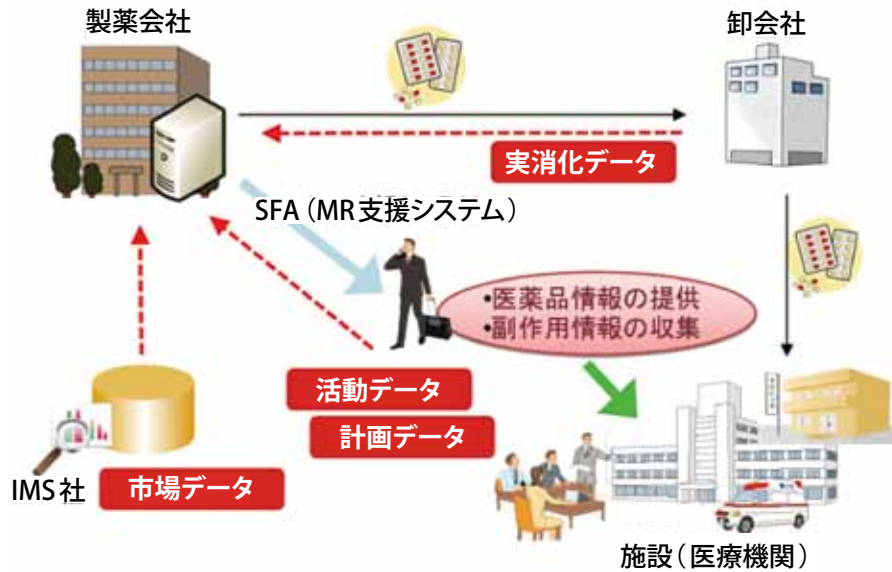 製薬会社
卸会社
実消化データ
SFA（MR支援システム）
•医薬品情報の提供
•副作用情報の収集
活動データ
計画データ
IMS社
市場データ
施設（医療機関）